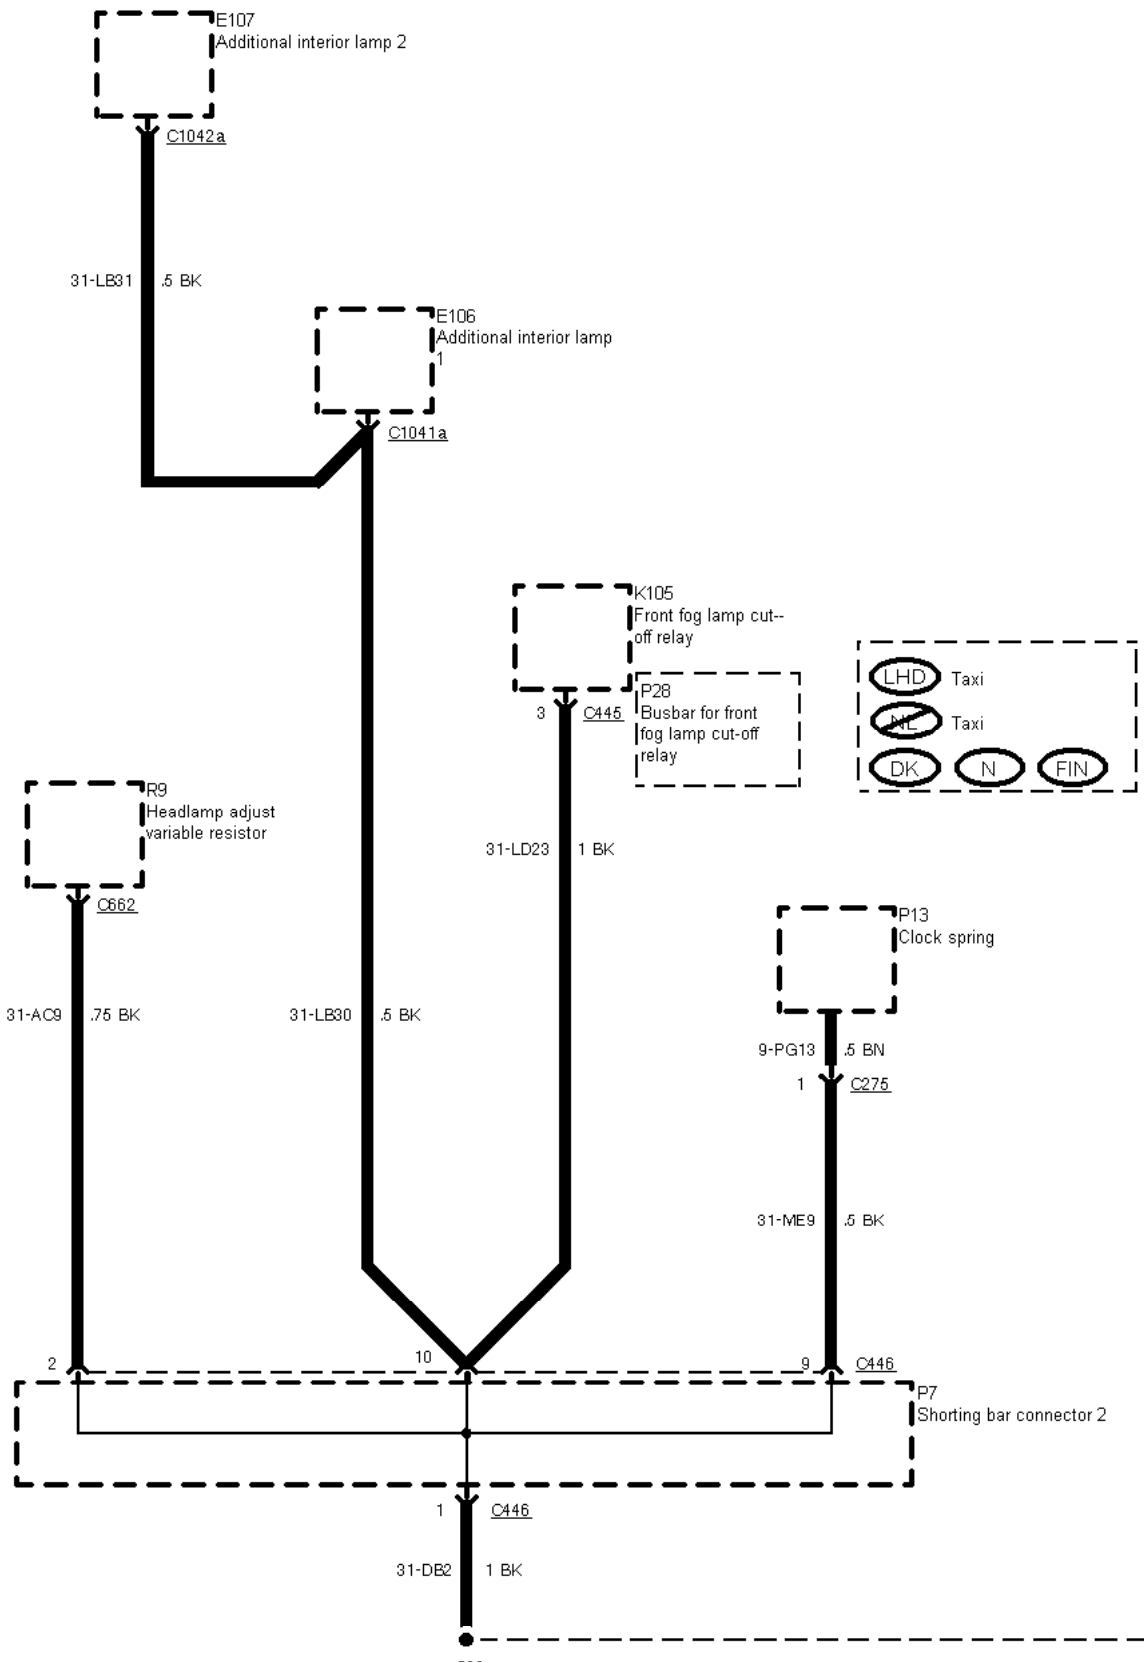 E107
Additional interior lamp 2
C1042a
31-LB31 .5 BK
E106
Additional interior lamp
1
C1041a
K105
Front fog lamp cut--
off relay
P28
Busbar for front
fog lamp cut-off
relay
3 C445
LHD Taxi
NL Taxi
DK N FIN
R9
Headlamp adjust
variable resistor
31-LD23 1 BK
C662
P13
Clock spring
31-AC9 .75 BK
31-LB30 .5 BK
9-PG13 .5 BN
1 C275
31-ME9 .5 BK
2 10 9 C446
P7
Shorting bar connector 2
1 C446
31-DB2 1 BK